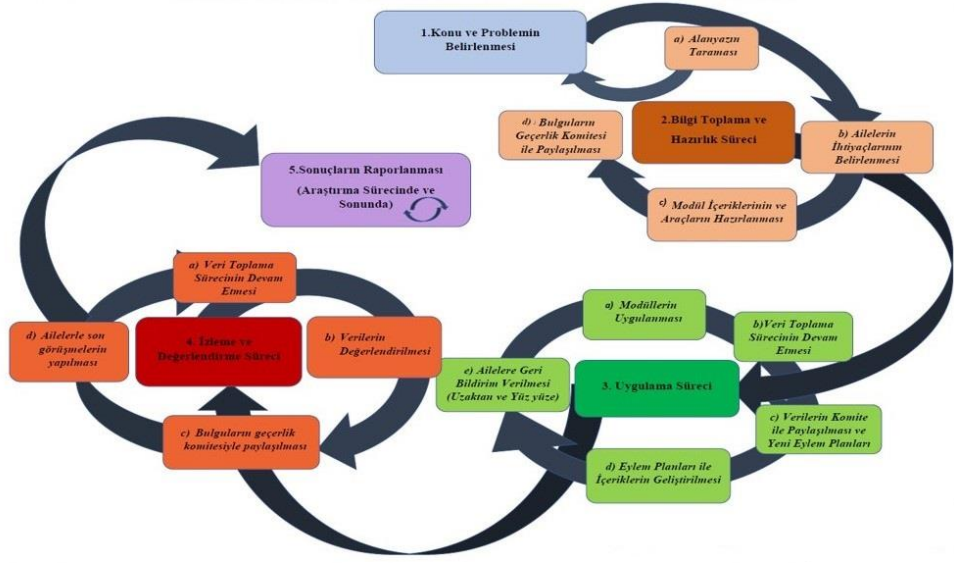 1.Konu ve Problemin
Belirlenmesi
a) Alanyazın
Taraması
2.Bilgi Toplama ve
Hazırlık Süreci
b) Ailelerin
İhtiyaçlarının
Belirlenmesi
c) Modül İçeriklerinin ve
Araçların Hazırlanması
d) Bulguların
Geçerlik Komitesi
ile Paylaşılması
3. Uygulama Süreci
a) Modüllerin
Uygulanması
b)Veri Toplama
Sürecinin Devam
Etmesi
c) Verilerin Komite
ile Paylaşılması ve
Yeni Eylem Planları
d) Eylem Planları ile
İçeriklerin Geliştirilmesi
e) Ailelere Geri
Bildirim Verilmesi
(Uzaktan ve Yüz yüze)
4. İzleme ve
Değerlendirme Süreci
a) Veri Toplama
Sürecinin Devam
Etmesi
b) Verilerin
Değerlendirilmesi
c) Bulguların geçerlik
komitesiyle paylaşılması
d) Ailelerle son
görüşmelerin
yapılması
5.Sonuçların Raporlanması
(Araştırma Sürecinde ve
Sonunda)